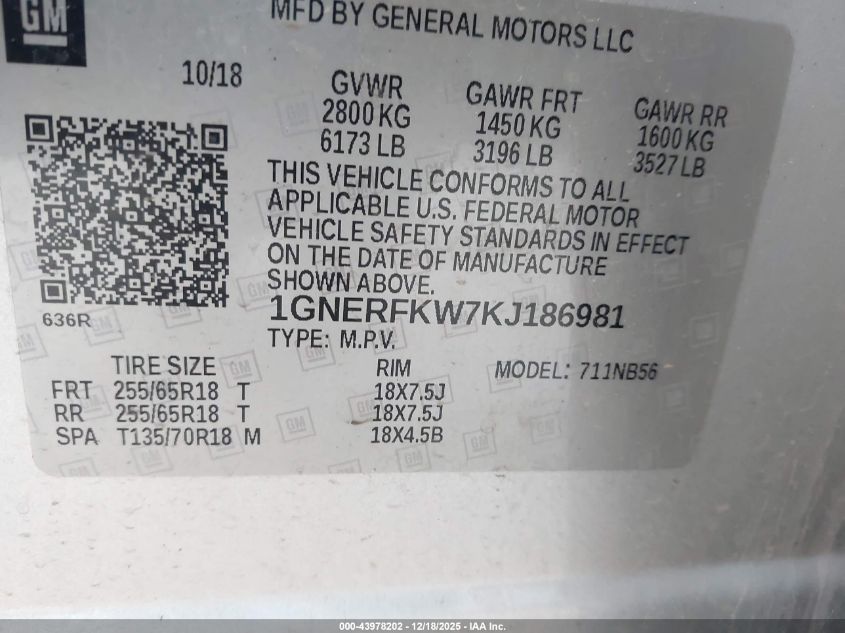 GM
MFD BY GENERAL MOTORS LLC
10/18
GVWR
2800 KG
6173 LB
GAWR FRT
1450 KG
3196 LB
GAWR RR
1600 KG
3527 LB
THIS VEHICLE CONFORMS TO ALL
APPLICABLE U.S. FEDERAL MOTOR
VEHICLE SAFETY STANDARDS IN EFFECT
ON THE DATE OF MANUFACTURE
SHOWN ABOVE.
1GNERFKW7KJ186981
636R
TYPE: M.P.V.
TIRE SIZE RIM MODEL: 711NB56
FRT 255/65R18 T 18X7.5J
RR 255/65R18 T 18X7.5J
SPA T135/70R18 M 18X4.5B
000-43978202 - 12/18/2025 - IAA Inc.